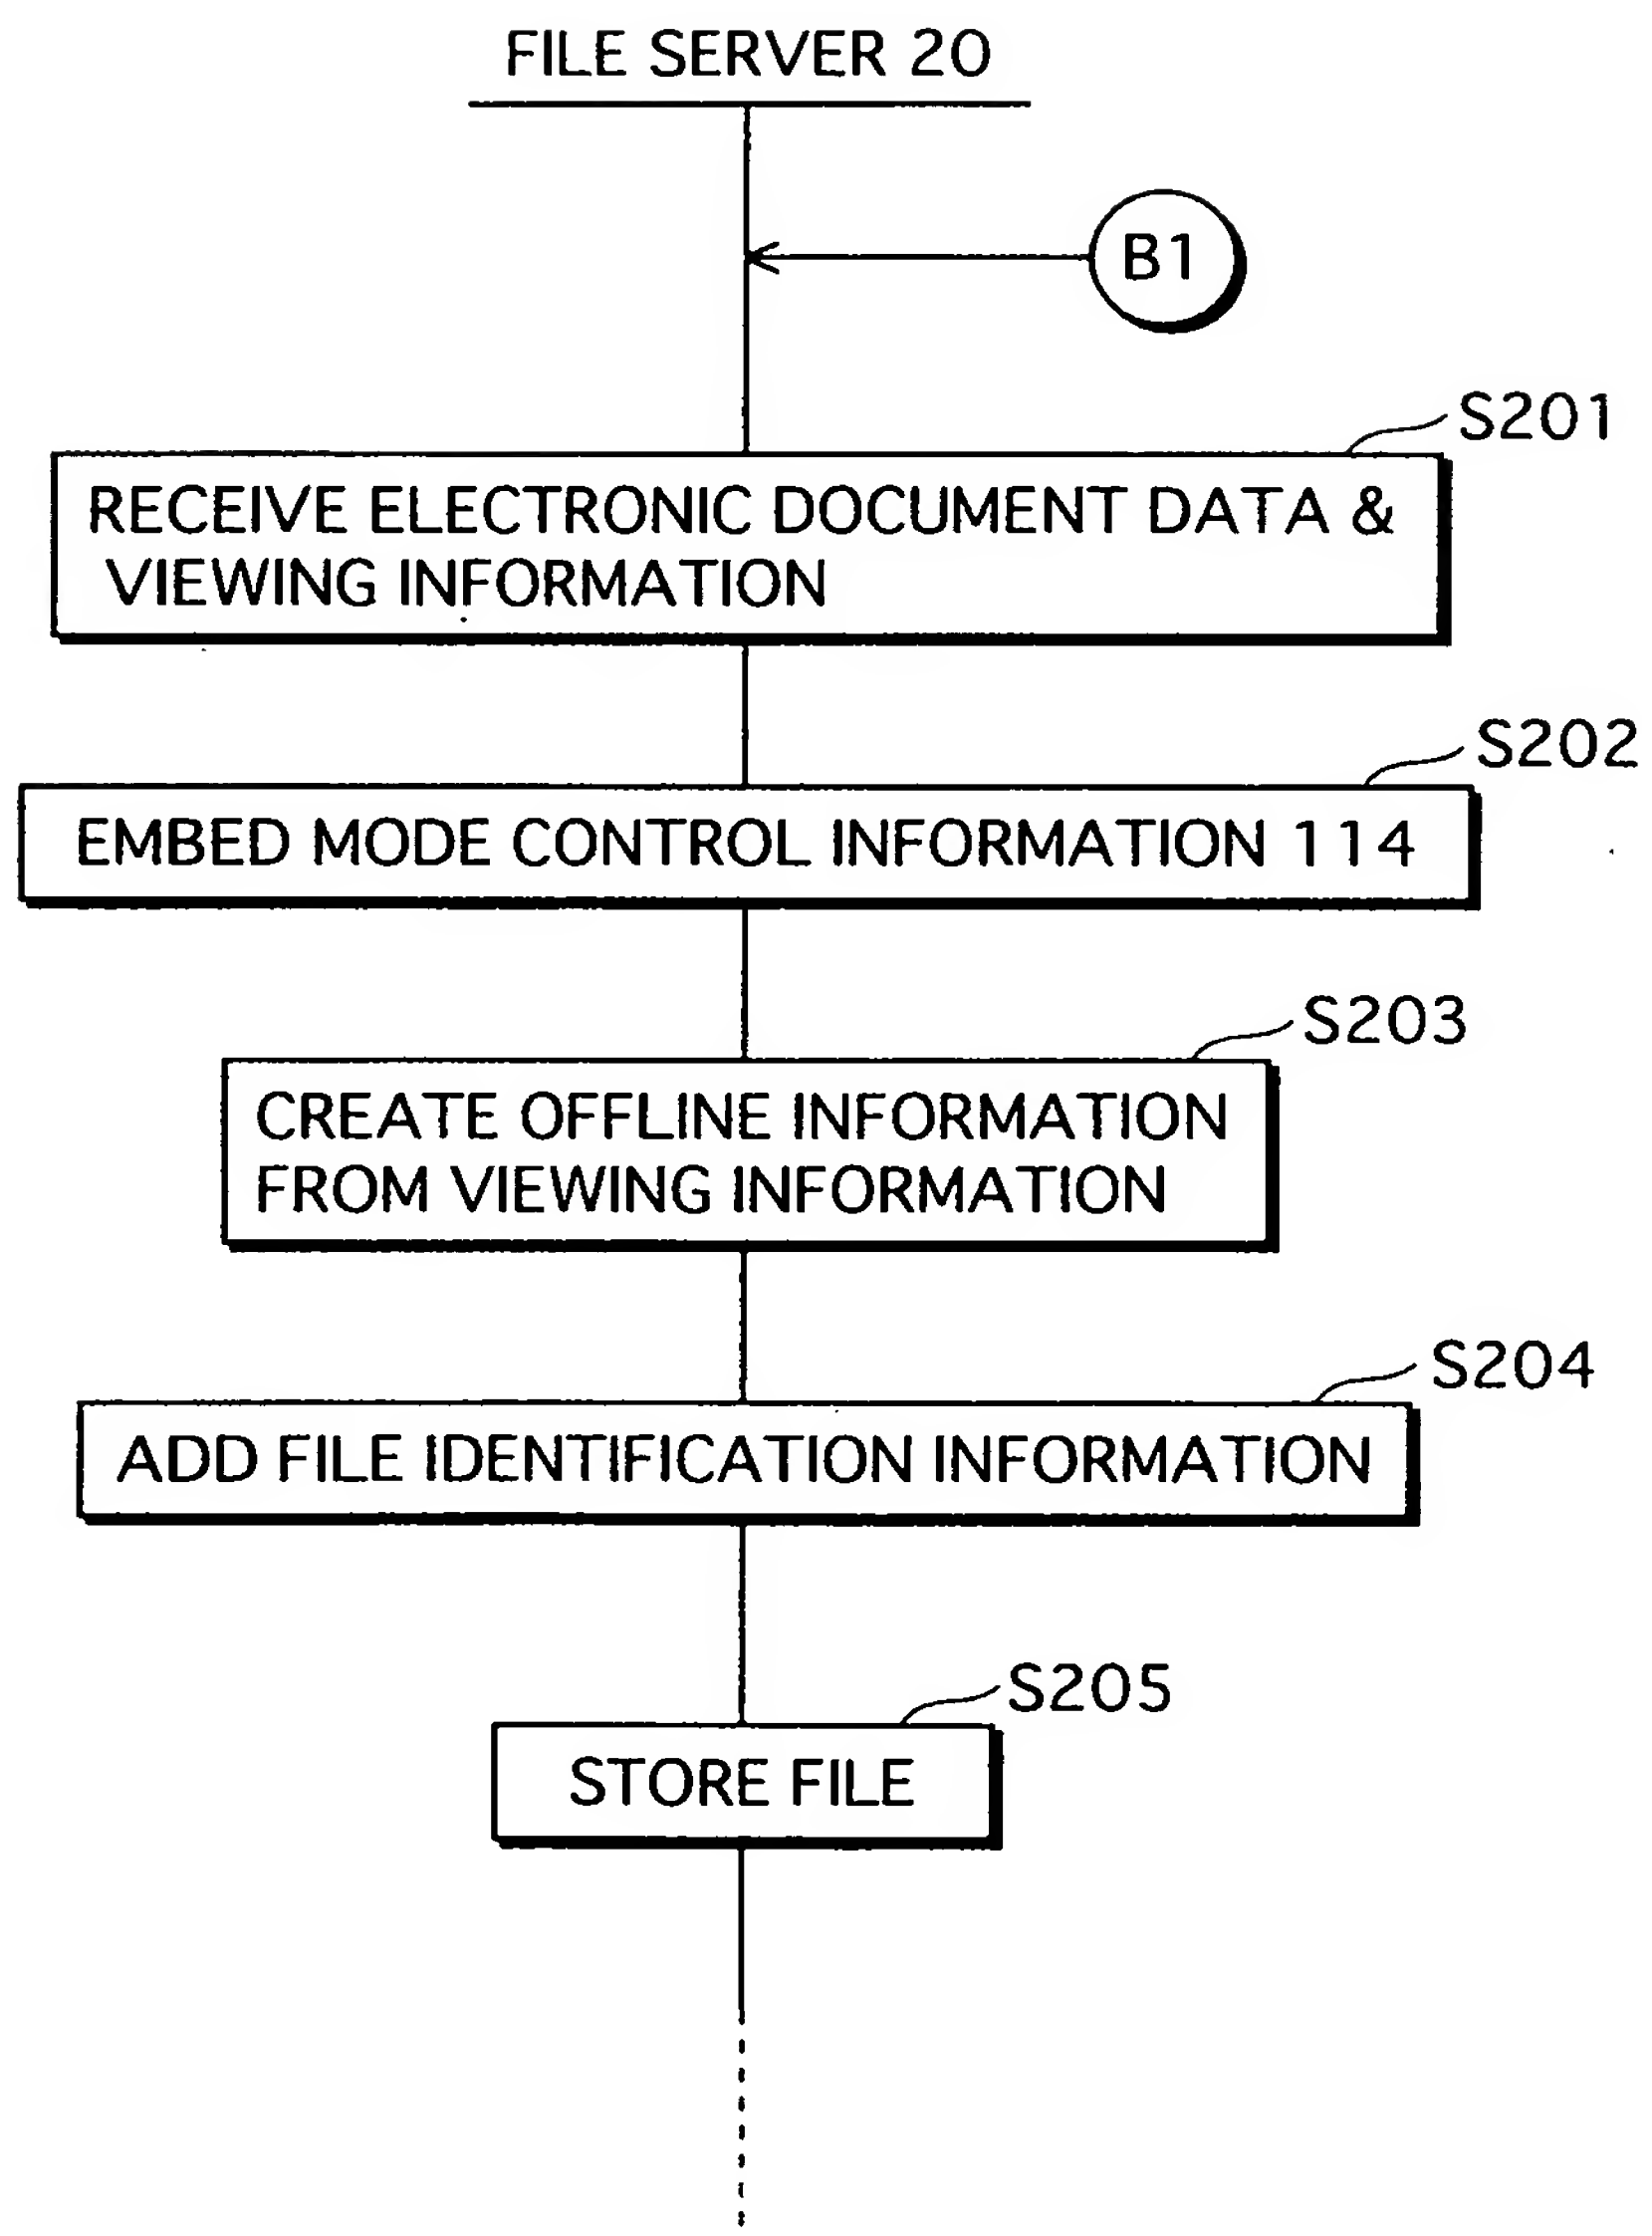 FILE SERVER 20
B1
S201
RECEIVE ELECTRONIC DOCUMENT DATA &
VIEWING INFORMATION
S202
EMBED MODE CONTROL INFORMATION 114
S203
CREATE OFFLINE INFORMATION
FROM VIEWING INFORMATION
S204
ADD FILE IDENTIFICATION INFORMATION
S205
STORE FILE